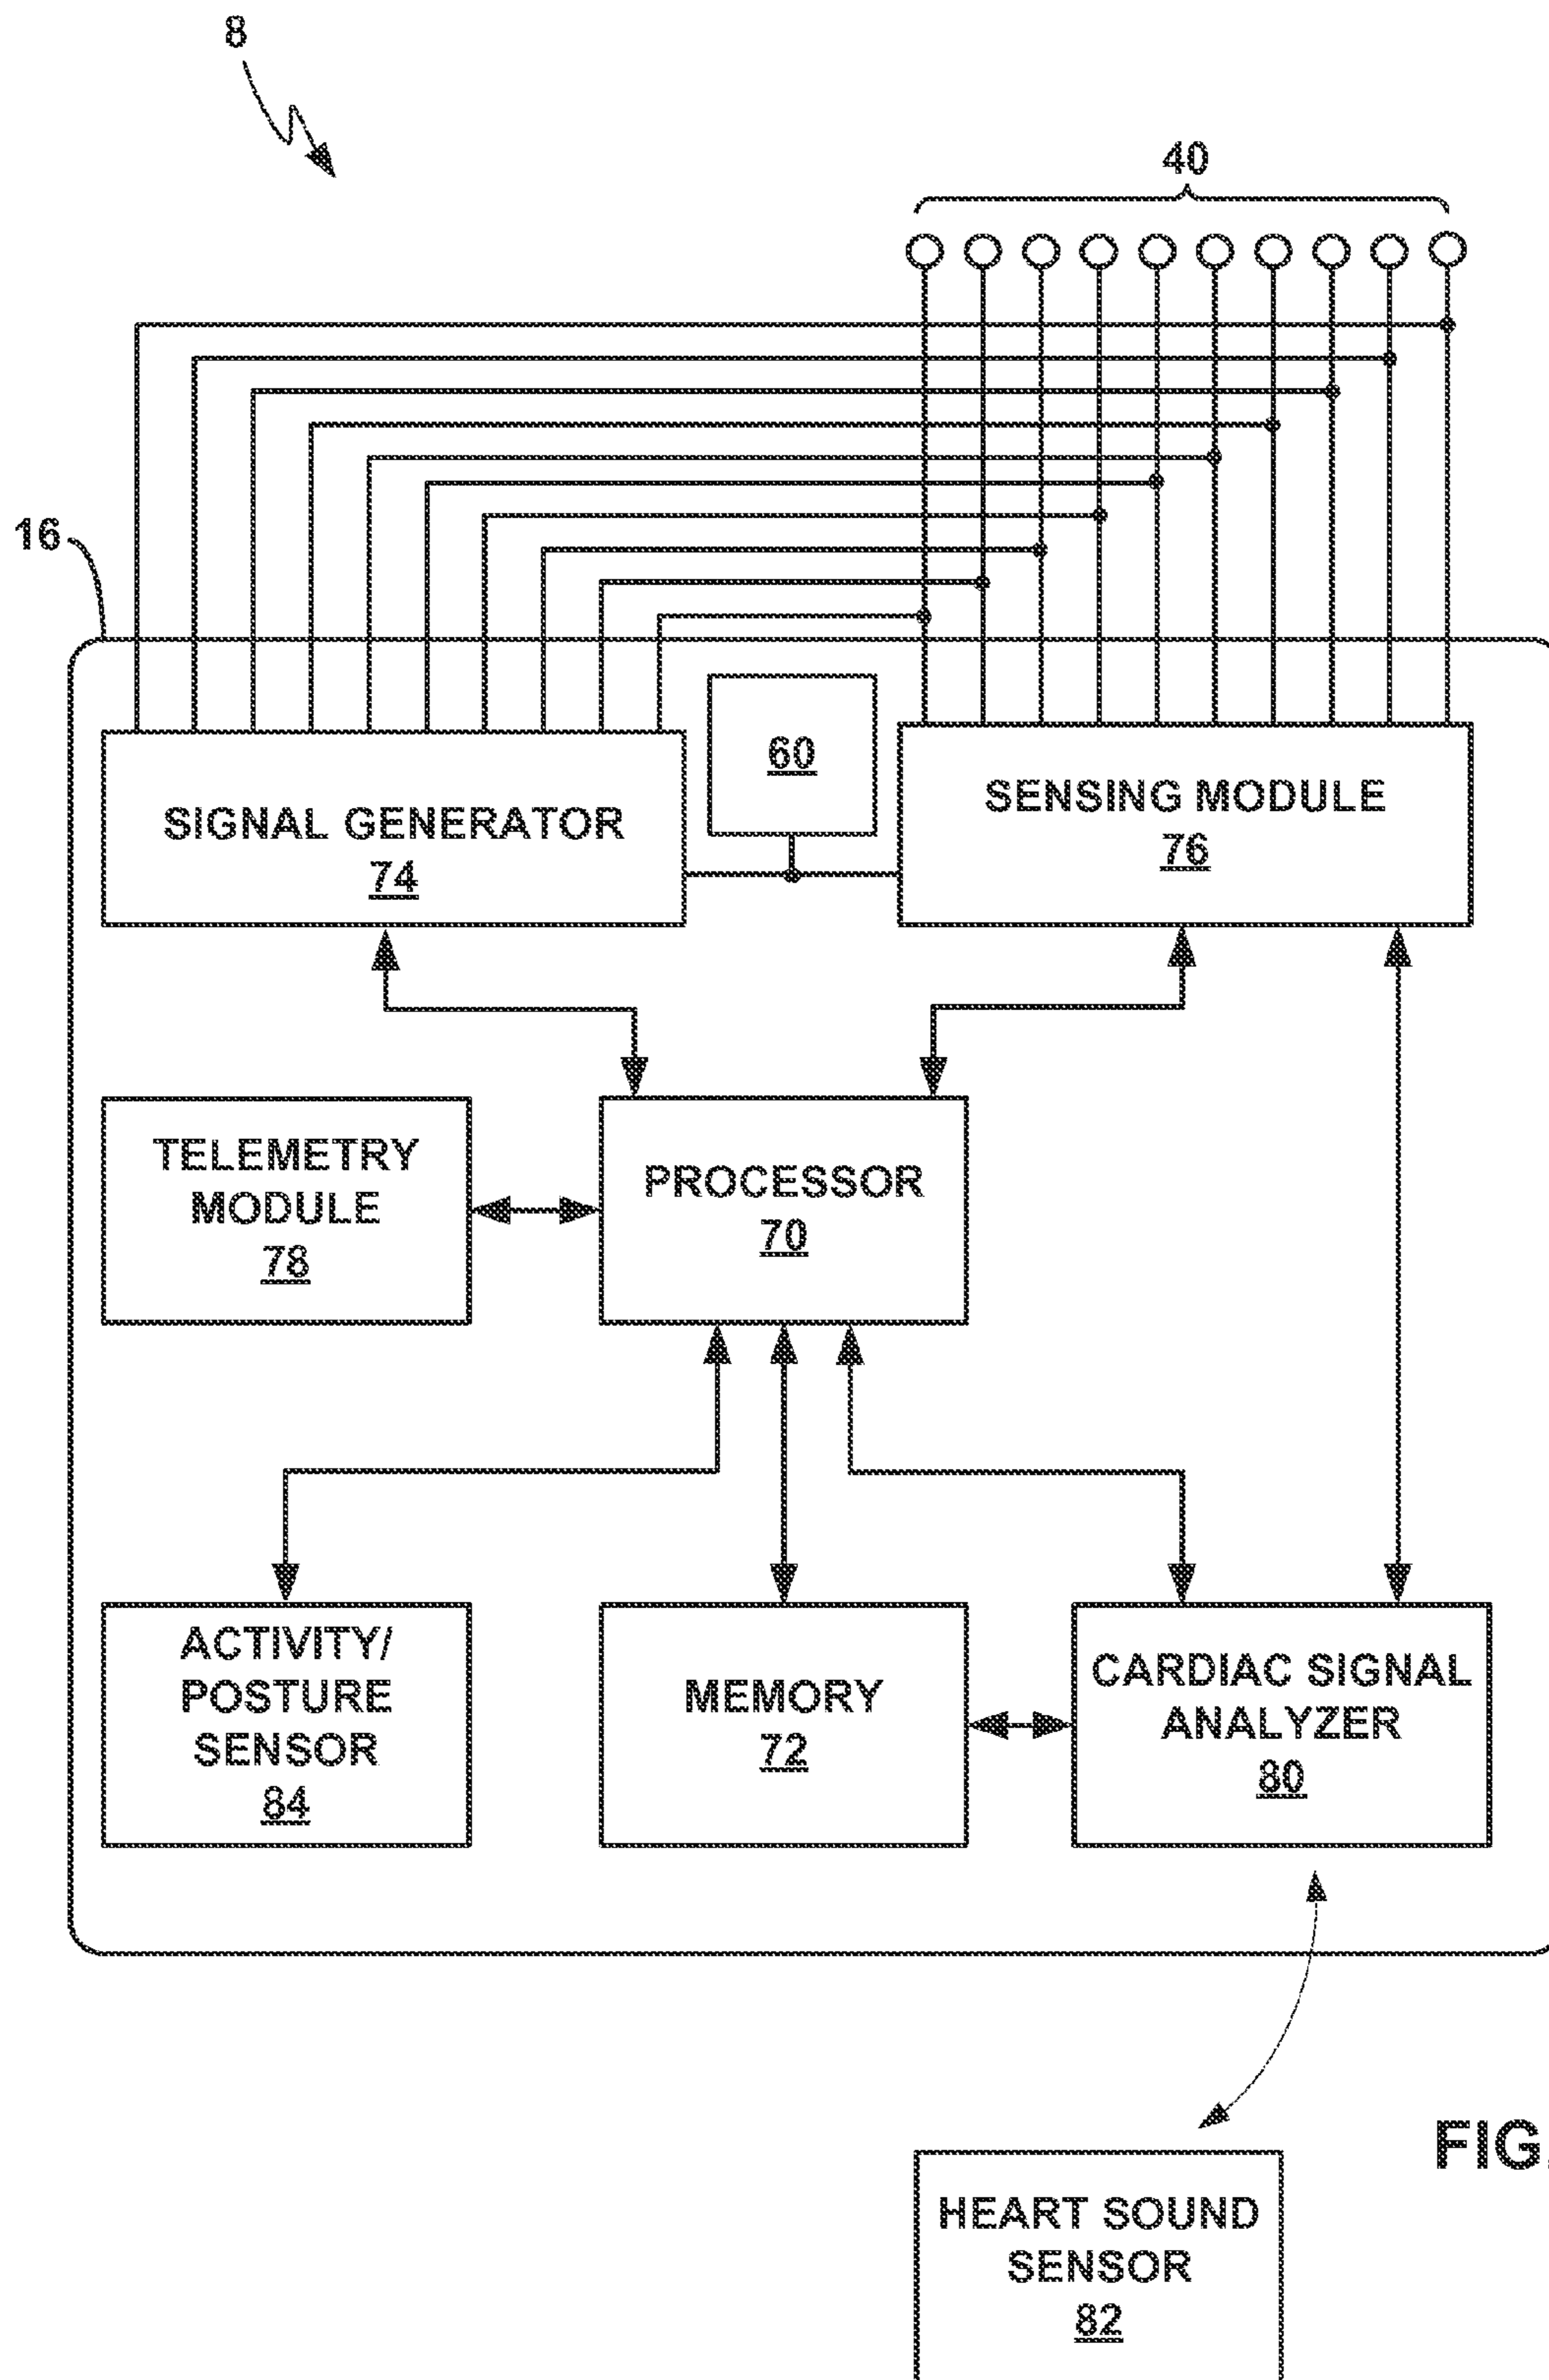 8
40
16
60
SIGNAL GENERATOR
74
SENSING MODULE
76
TELEMETRY
MODULE
78
PROCESSOR
70
ACTIVITY/
POSTURE
SENSOR
84
MEMORY
72
CARDIAC SIGNAL
ANALYZER
80
FIG.
HEART SOUND
SENSOR
82